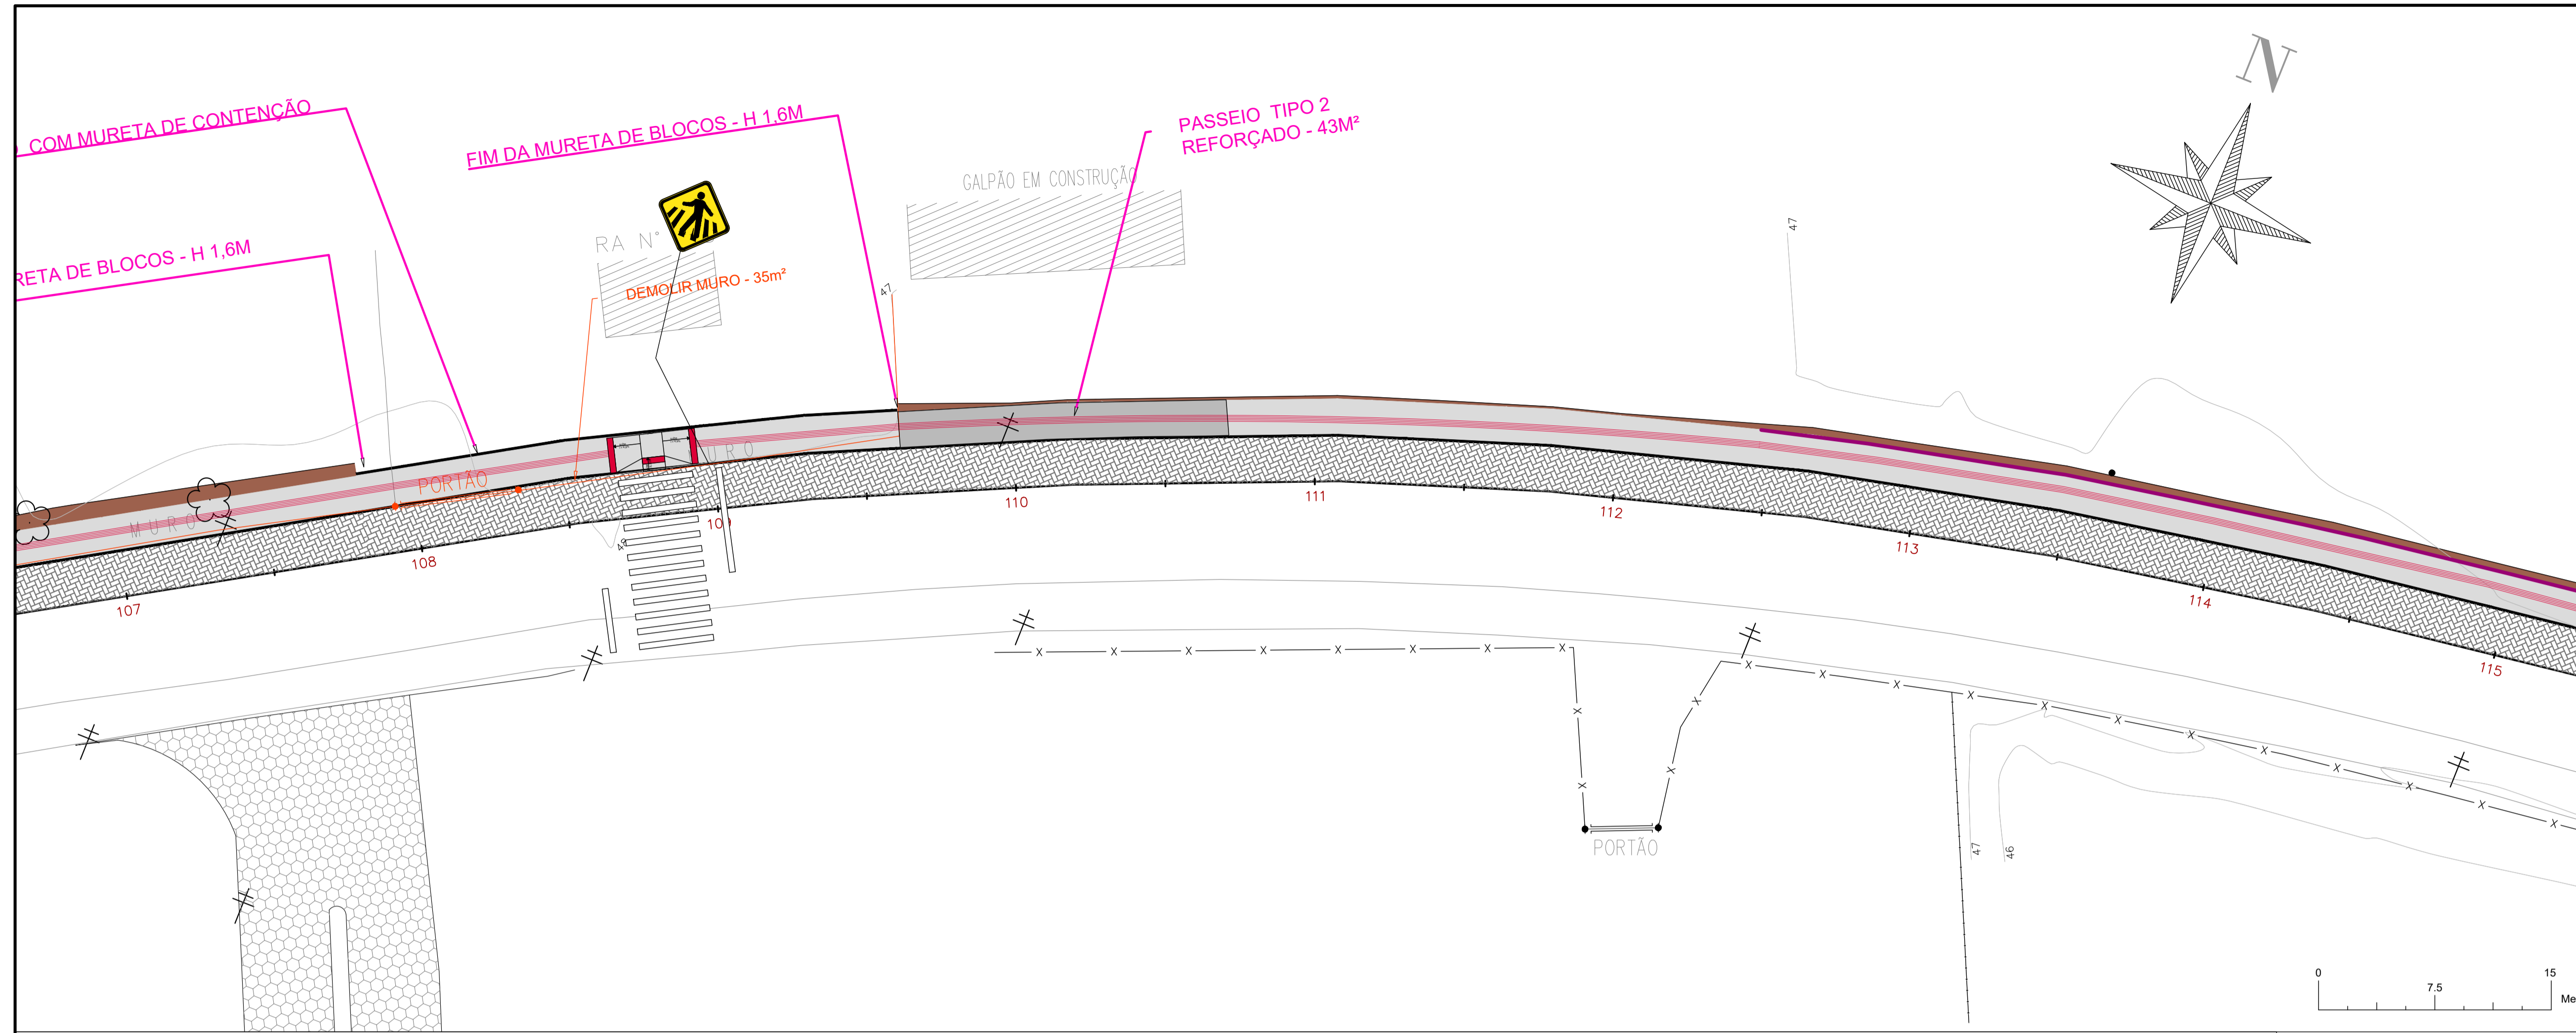 N
COM MURETA DE CONTENÇÃO
FIM DA MURETA DE BLOCOS - H 1,6M
PASSEIO TIPO 2
REFORÇADO - 43M²
GALPÃO EM CONSTRUÇÃO
RETA DE BLOCOS - H 1,6M
RA N°
DEMOLIR MURO - 35m²
47
47
PORTÃO
MURO
URO
107
108
109
110
111
112
113
114
115
X X X X X X X X
X
X
X
X
X X X X X X X X X X X X
PORTÃO
47
46
0
7.5
15
Me